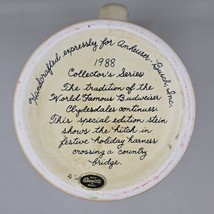 Handcrafted expressly for Anheuser-Busch, Inc.
1988
Collector's Series
The tradition of the
World Famous Budweiser
Clydesdales continues.
This special edition stein
shows the hitch in
festive holiday harness
crossing a country
bridge.